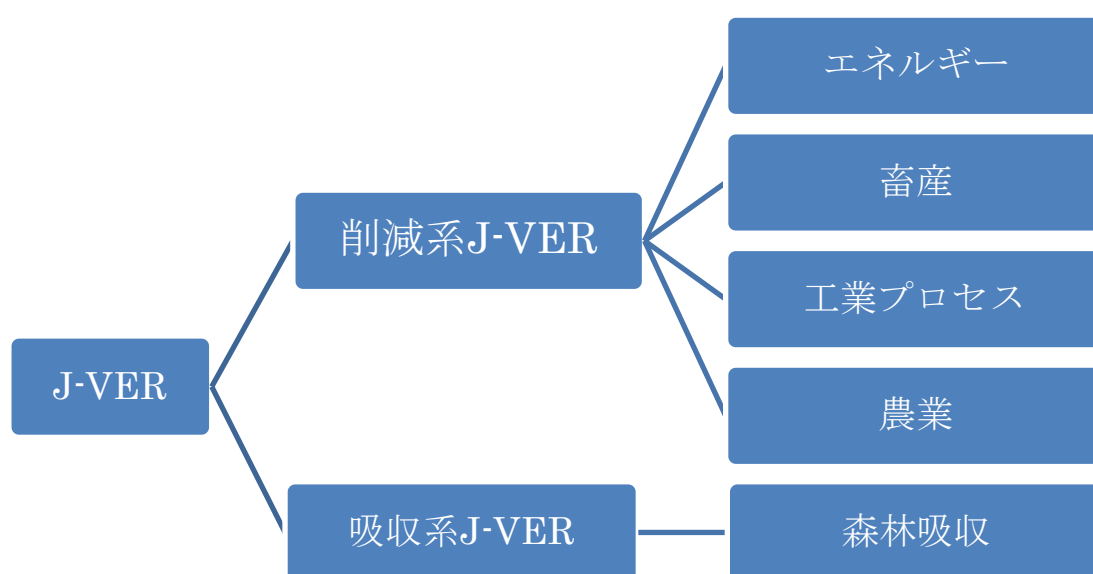 エネルギー
畜産
削減系J-VER
工業プロセス
J-VER
農業
吸収系J-VER
森林吸収